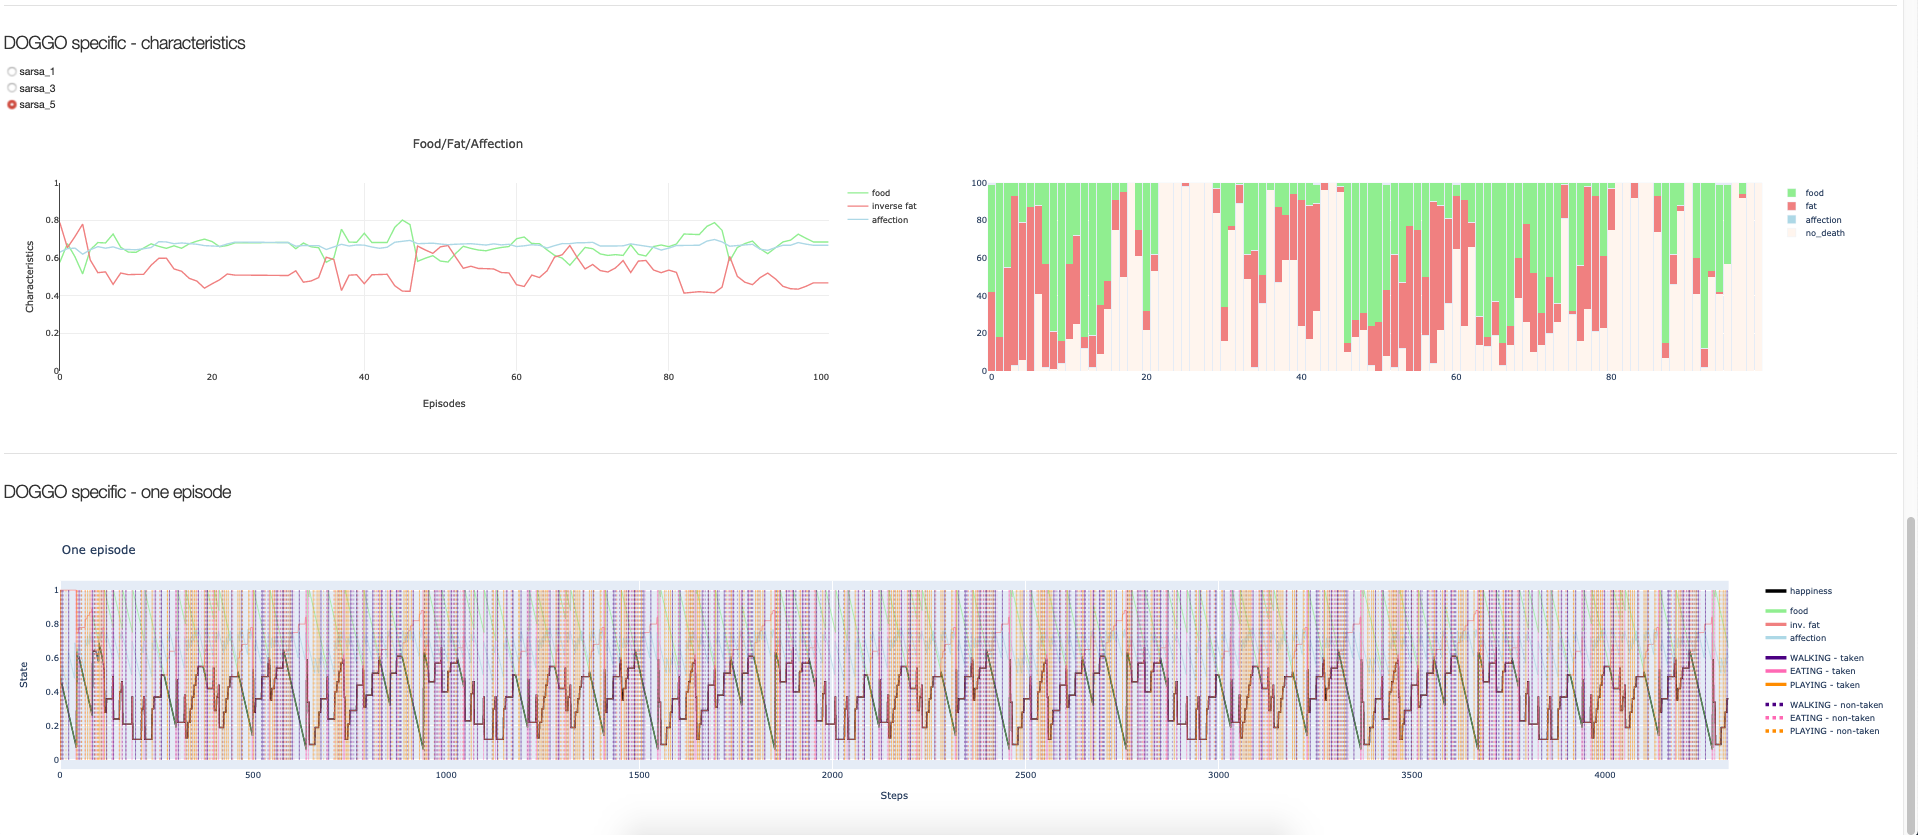 DOGGO specific - characteristics
sarsa_1
sarsa_3
sarsa_5
Food/Fat/Affection
1
0.8
0.6
0.4
0.2
0
Characteristics
0 20 40 60 80 100
Episodes
food
inverse fat
affection
100
80
60
40
20
0
0 20 40 60 80
food
fat
affection
no_death
DOGGO specific - one episode
One episode
1
0.8
0.6
0.4
0.2
0
State
0 500 1000 1500 2000 2500 3000 3500 4000
Steps
happiness
food
inv. fat
affection
WALKING - taken
EATING - taken
PLAYING - taken
WALKING - non-taken
EATING - non-taken
PLAYING - non-taken